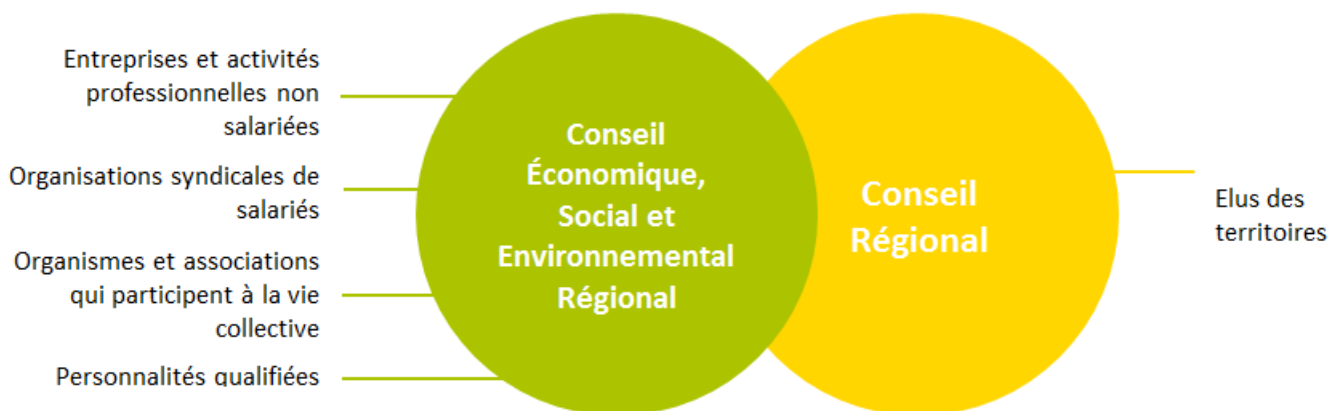 Entreprises et activités
professionnelles non
salariées
Organisations syndicales de
salariés
Organismes et associations
qui participent à la vie
collective
Personnalités qualifiées
Conseil
Économique,
Social et
Environnemental
Régional
Conseil
Régional
Elus des
territoires